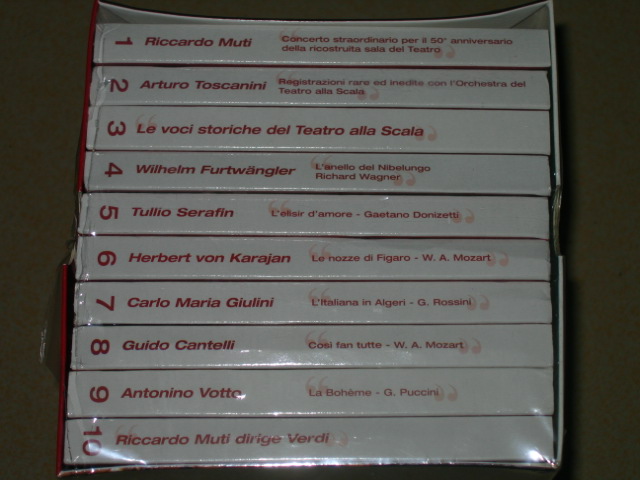 1 Riccardo Muti “Concerto straordinario per il 50° anniversario
della ricostruita sala del Teatro”
2 Arturo Toscanini “Registrazioni rare ed inedite con l'Orchestra del
Teatro alla Scala”
3 “Le voci storiche del Teatro alla Scala”
4 Wilhelm Furtwängler “L'anello del Nibelungo
Richard Wagner”
5 Tullio Serafin “L'elisir d'amore - Gaetano Donizetti”
6 Herbert von Karajan “Le nozze di Figaro - W. A. Mozart”
7 Carlo Maria Giulini “L'Italiana in Algeri - G. Rossini”
8 Guido Cantelli “Così fan tutte - W. A. Mozart”
9 Antonino Votto “La Bohème - G. Puccini”
10 “Riccardo Muti dirige Verdi”